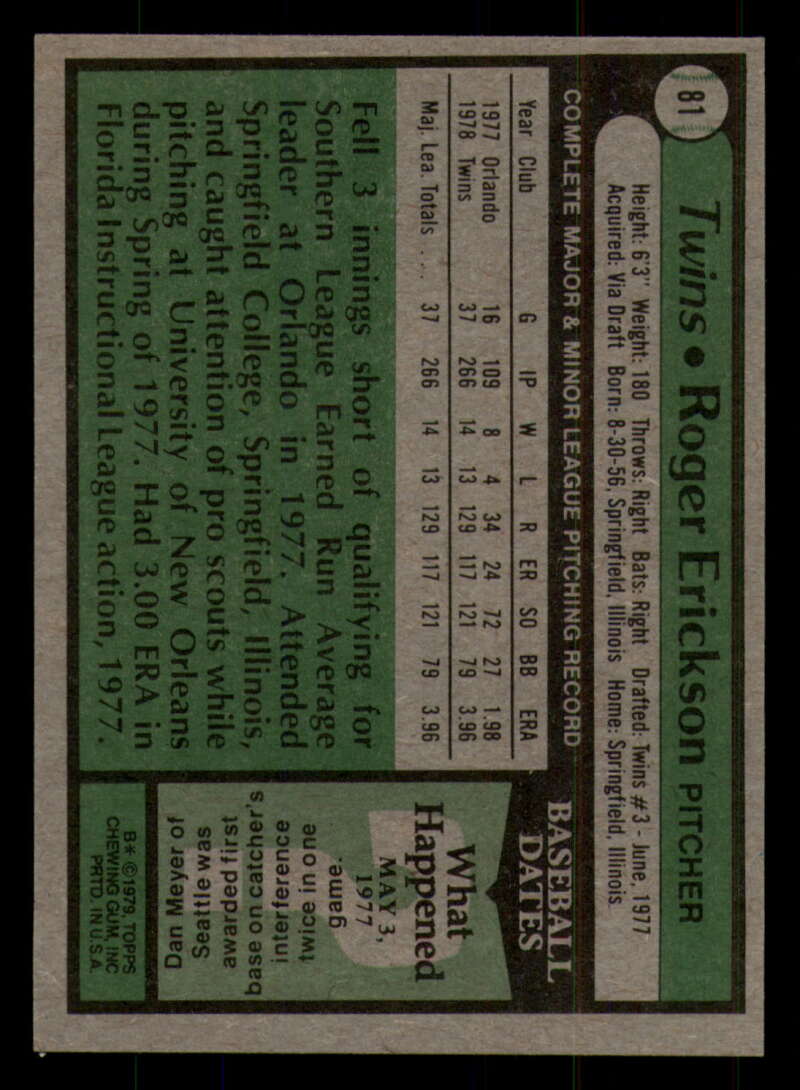 81
Twins • Roger Erickson PITCHER
Height: 6'3" Weight: 180 Throws: Right Bats: Right Drafted: Twins #3 - June, 1977
Acquired: Via Draft Born: 8-30-56, Springfield, Illinois Home: Springfield, Illinois
COMPLETE MAJOR & MINOR LEAGUE PITCHING RECORD
Year Club G IP W L R ER SO BB ERA
1977 Orlando 16 109 8 4 34 24 72 27 1.98
1978 Twins 37 266 14 13 129 117 121 79 3.96
Maj. Lea. Totals . . . 37 266 14 13 129 117 121 79 3.96
Fell 3 innings short of qualifying for
Southern League Earned Run Average
leader at Orlando in 1977. Attended
Springfield College, Springfield, Illinois,
and caught attention of pro scouts while
pitching at University of New Orleans
during Spring of 1977. Had 3.00 ERA in
Florida Instructional League action, 1977.
BASEBALL
DATES
What
Happened
MAY 3,
1977
Dan Meyer of
Seattle was
awarded first
base on catcher's
interference
twice in one
game.
B* ©1979, TOPPS
CHEWING GUM, INC
PRTD. IN U.S.A.